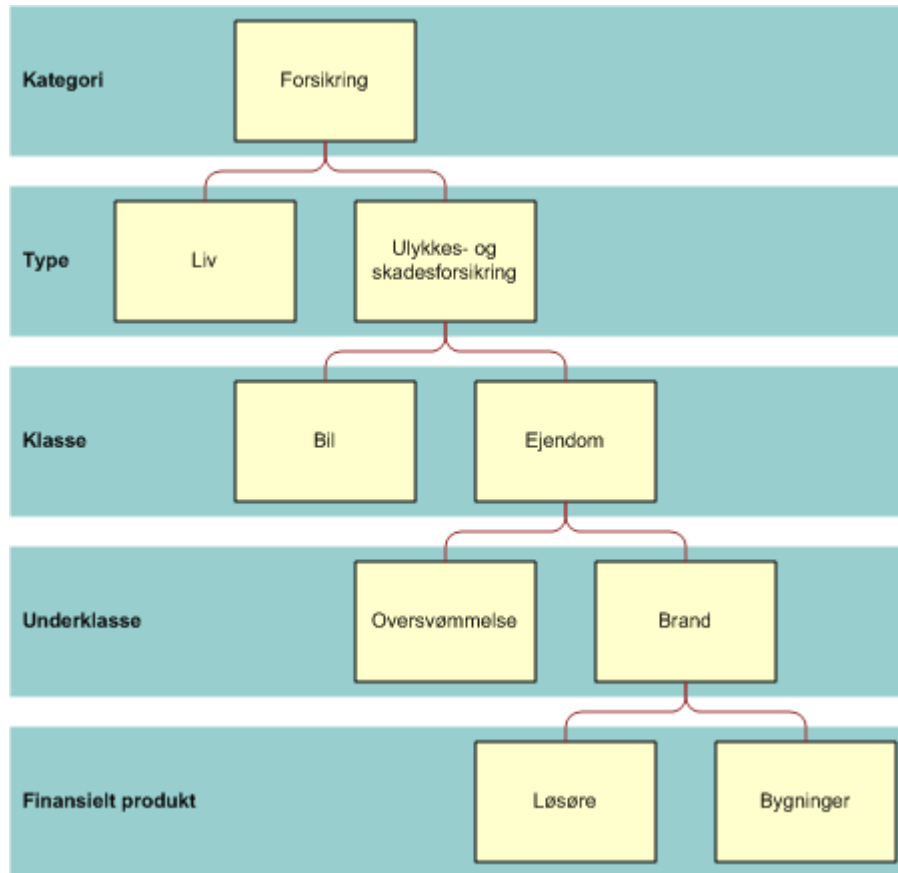 Kategori
Forsikring
Type
Liv
Ulykkes- og
skadesforsikring
Klasse
Bil
Ejendom
Underklasse
Oversvømmelse
Brand
Finansielt produkt
Løsøre
Bygninger